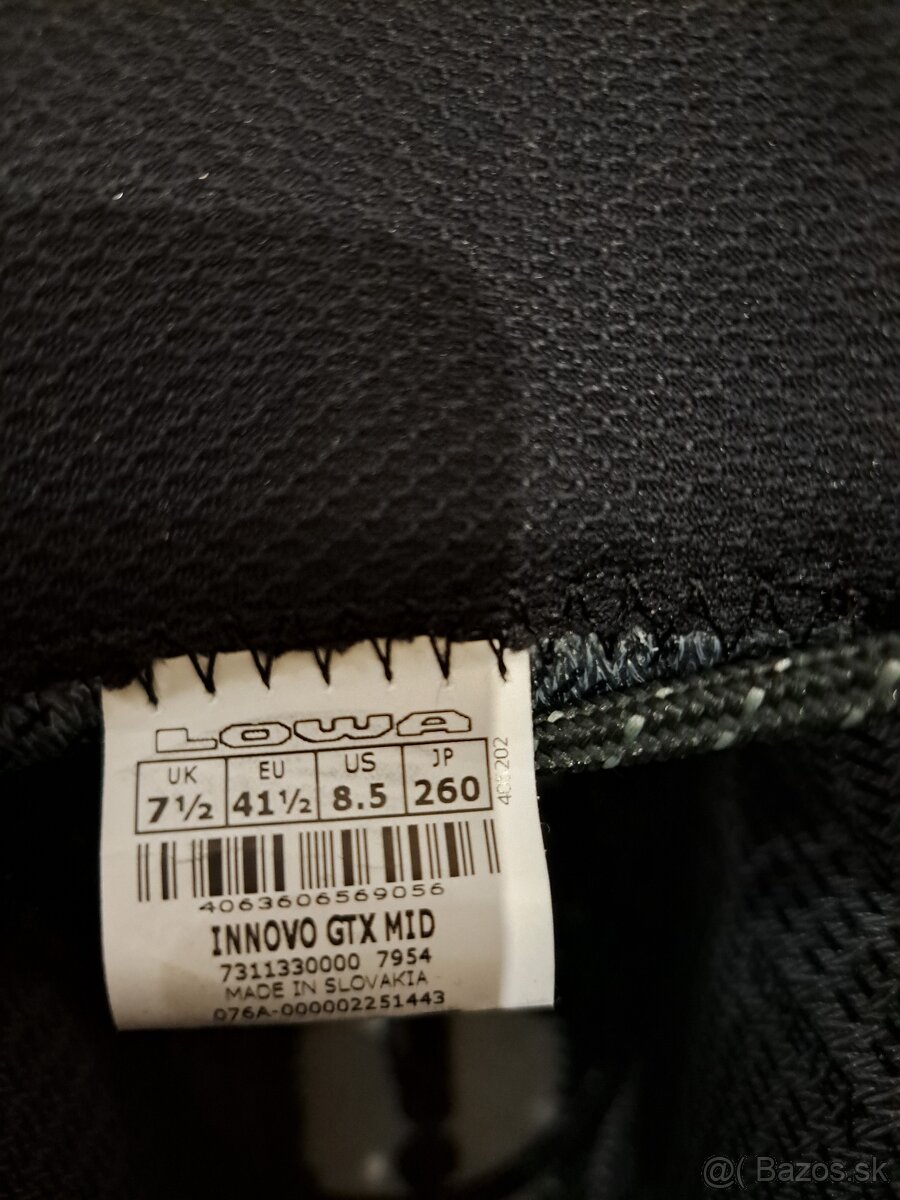 LOWA
UK EU US JP
7½ 41½ 8.5 260
4063606569056
INNOVO GTX MID
7311330000 7954
MADE IN SLOVAKIA
076A-000002251443
@( Bazos.sk